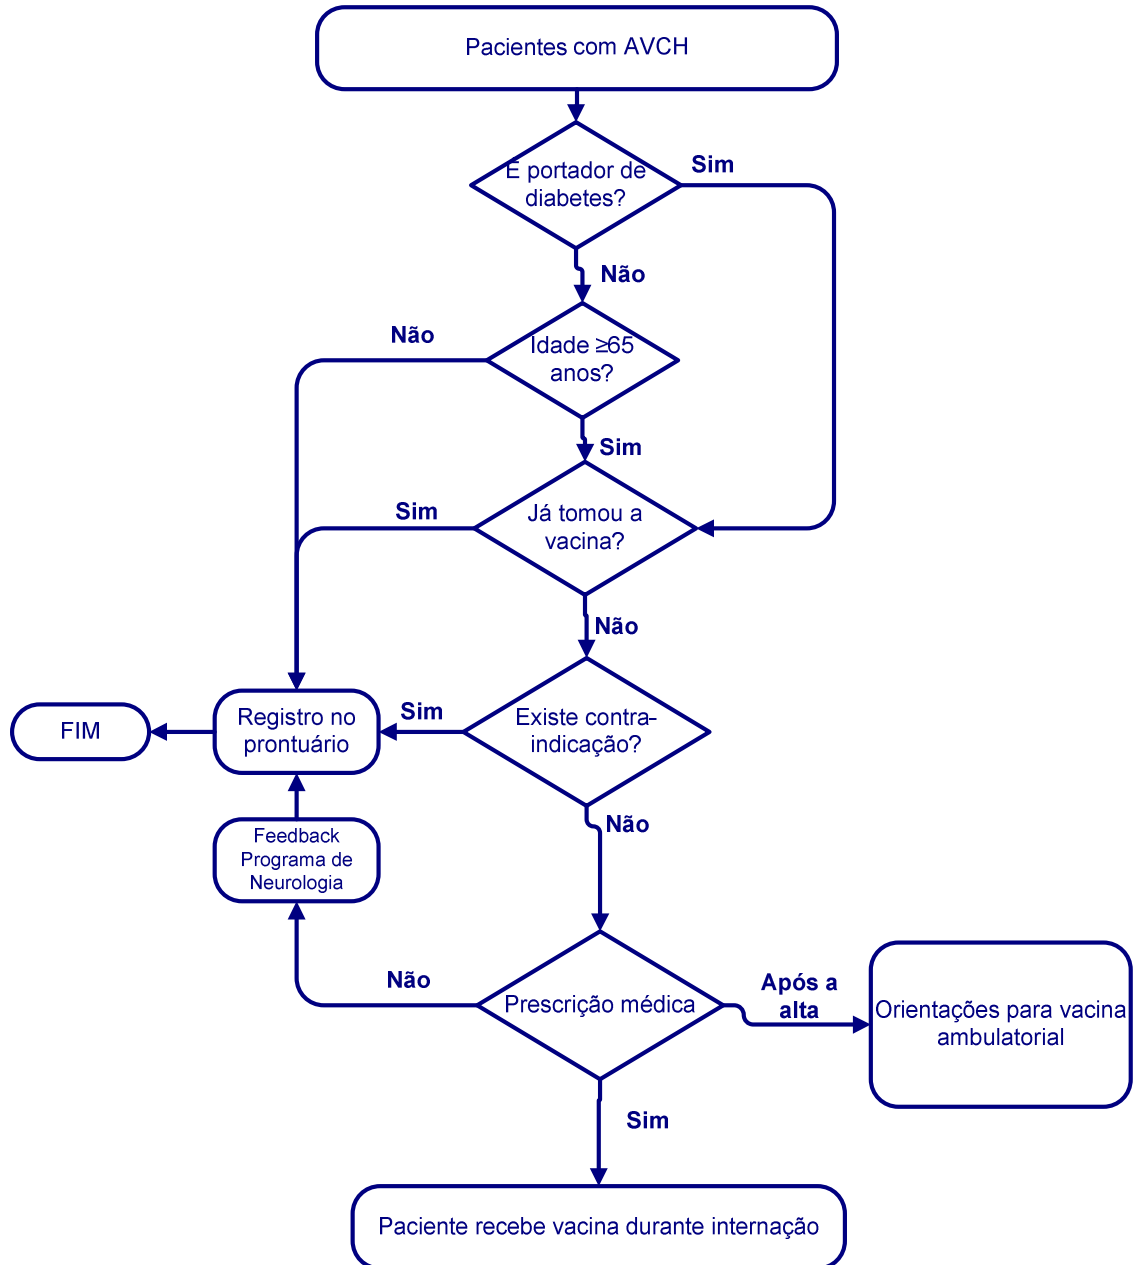 Pacientes com AVCH
E portador de
diabetes?
Sim
Não
Não
Idade ≥65
anos?
Sim
Sim
Já tomou a
vacina?
Não
FIM
Registro no
prontuário
Sim
Existe contra-
indicação?
Não
Feedback
Programa de
Neurologia
Não
Prescrição médica
Após a
alta
Orientações para vacina
ambulatorial
Sim
Paciente recebe vacina durante internação